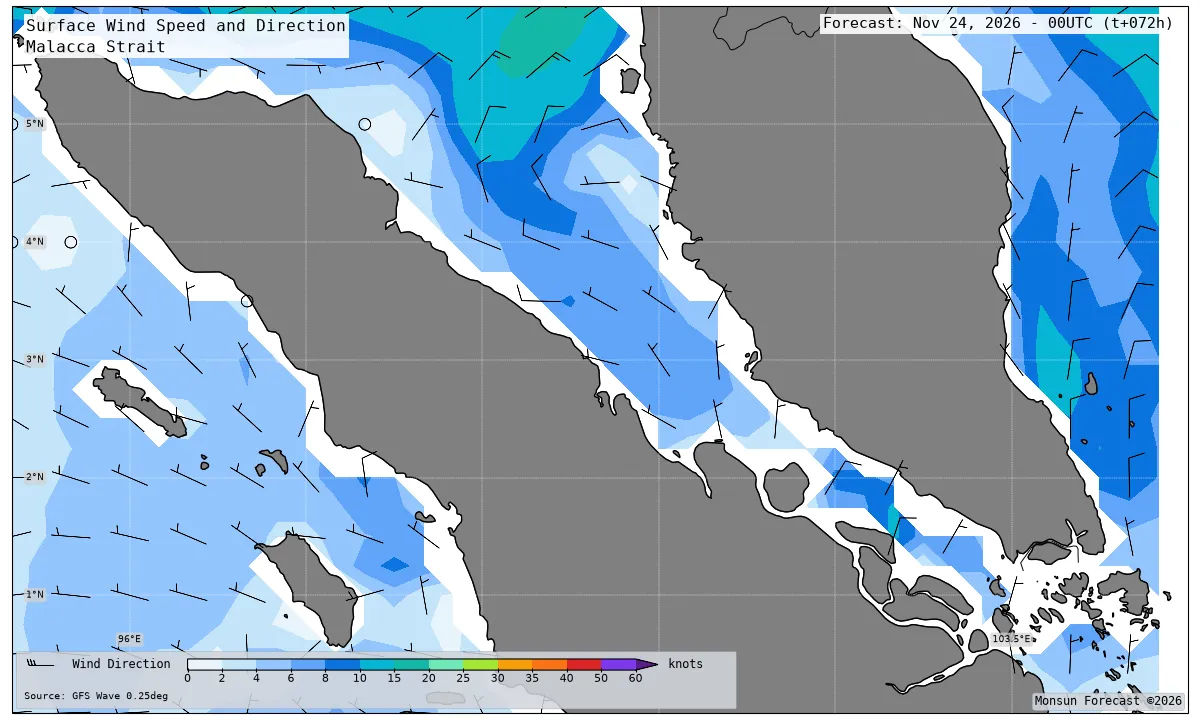 Surface Wind Speed and Direction
Malacca Strait
Forecast: Nov 24, 2026 - 00UTC (t+072h)
5°N
4°N
3°N
2°N
1°N
96°E
103.5°E
Wind Direction
0 2 4 6 8 10 12 15 20 25 30 35 40 50 60
knots
Source: GFS Wave 0.25deg
Monsun Forecast ©2026